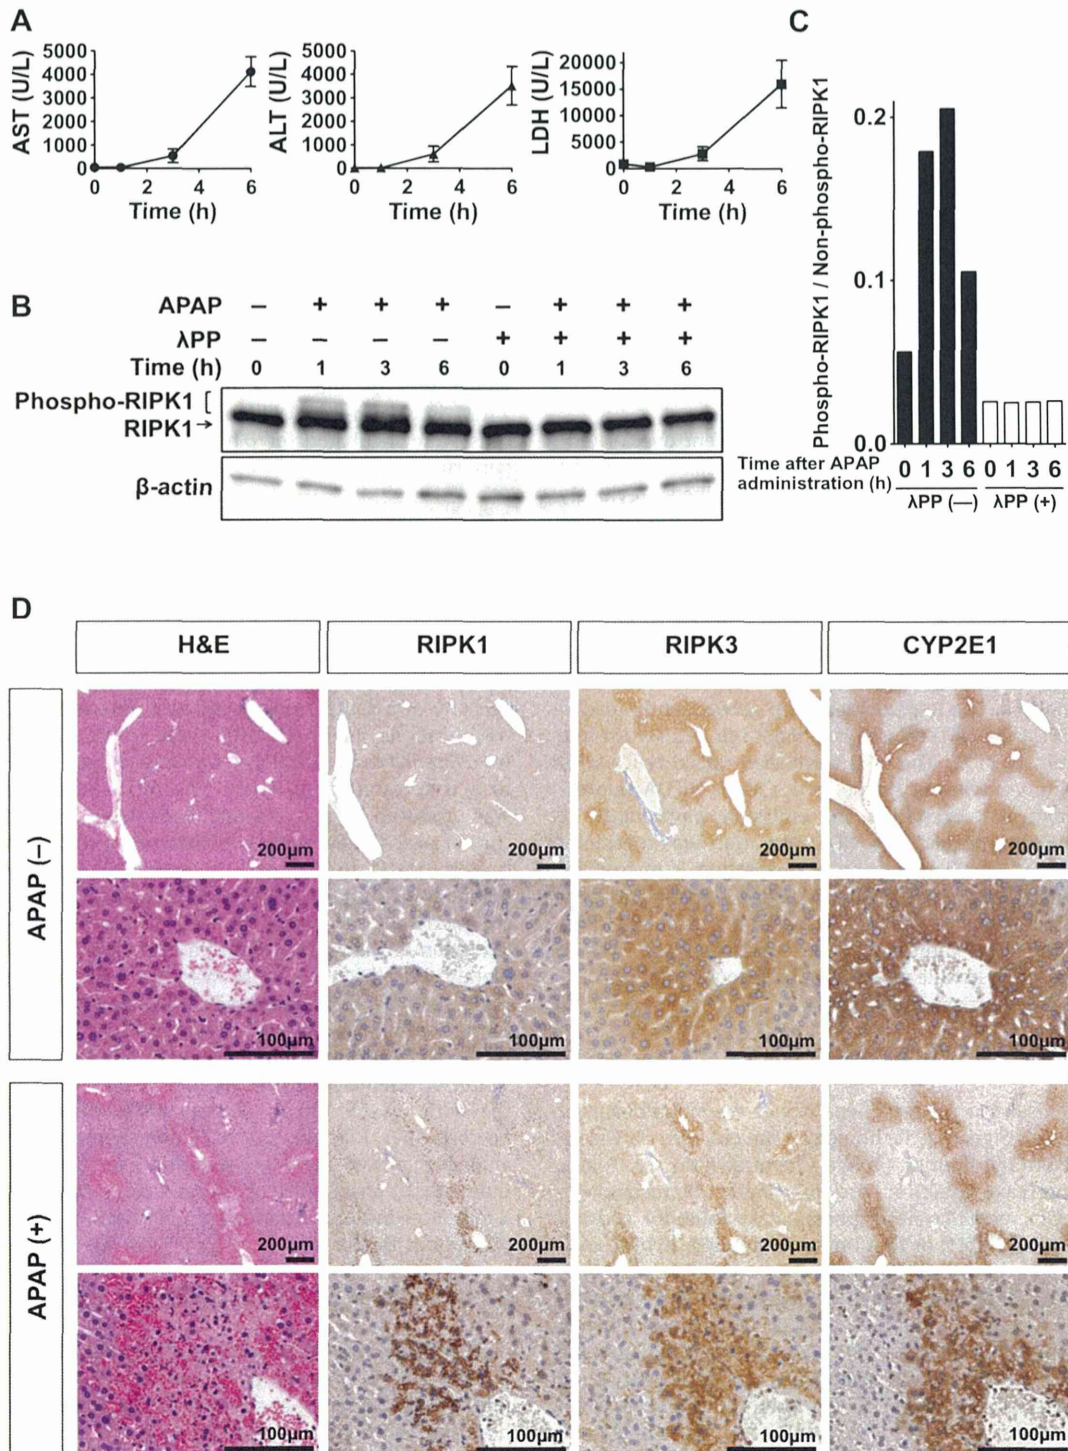 A
AST (U/L)
5000
4000
3000
2000
1000
0
0 2 4 6
Time (h)
ALT (U/L)
5000
4000
3000
2000
1000
0
0 2 4 6
Time (h)
LDH (U/L)
20000
15000
10000
5000
0
0 2 4 6
Time (h)
C
Phospho-RIPK1 / Non-phospho-RIPK1
0.2
0.1
0.0
0 1 3 6 0 1 3 6
Time after APAP
administration (h)
λPP (—) λPP (+)
B
APAP – + + + – + + +
λPP – – – – + + + +
Time (h) 0 1 3 6 0 1 3 6
Phospho-RIPK1 [
RIPK1→
β-actin
D
H&E RIPK1 RIPK3 CYP2E1
APAP (–)
200μm 200μm 200μm 200μm
100μm 100μm 100μm 100μm
APAP (+)
200μm 200μm 200μm 200μm
100μm 100μm 100μm 100μm